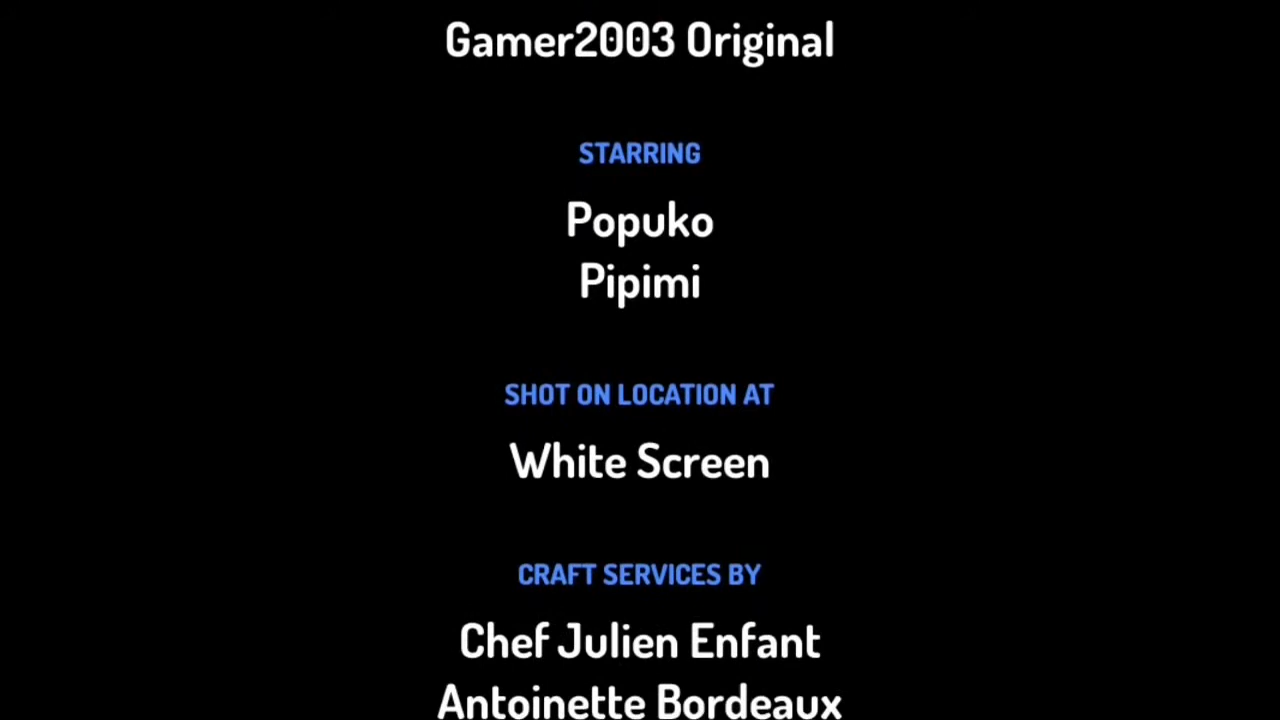 Gamer2003 Original
STARRING
Popuko
Pipimi
SHOT ON LOCATION AT
White Screen
CRAFT SERVICES BY
Chef Julien Enfant
Antoinette Bordeaux